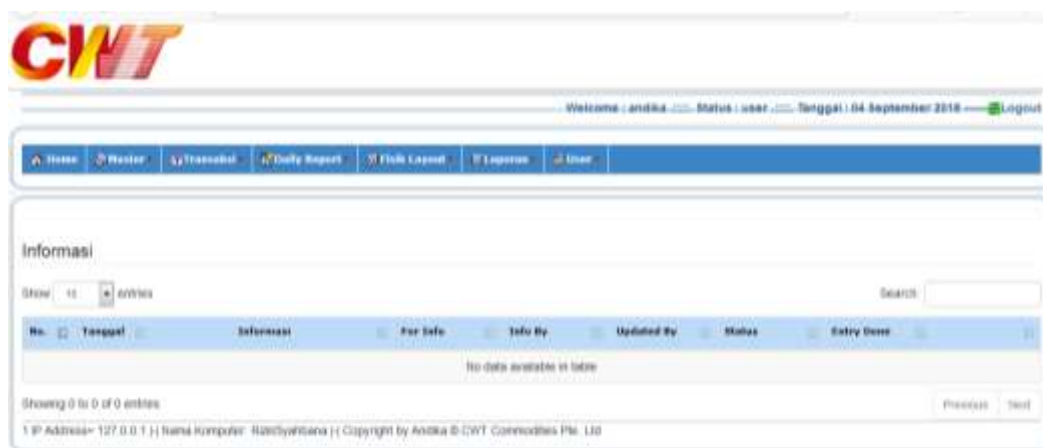 CWT
Welcome : andika .::::. Status : user .::::. Tanggal : 04 September 2018 Logout
Home Master Transaksi Daily Report Fisik Layout Laporan User
Informasi
Show 10 entries Search:
No. Tanggal Informasi For Info Info By Updated By Status Entry Done
No data available in table
Showing 0 to 0 of 0 entries Previous Next
IP Address= 127.0.0.1 |-| Nama Komputer: |-| Copyright by Andika © CWT Commodities Pte. Ltd